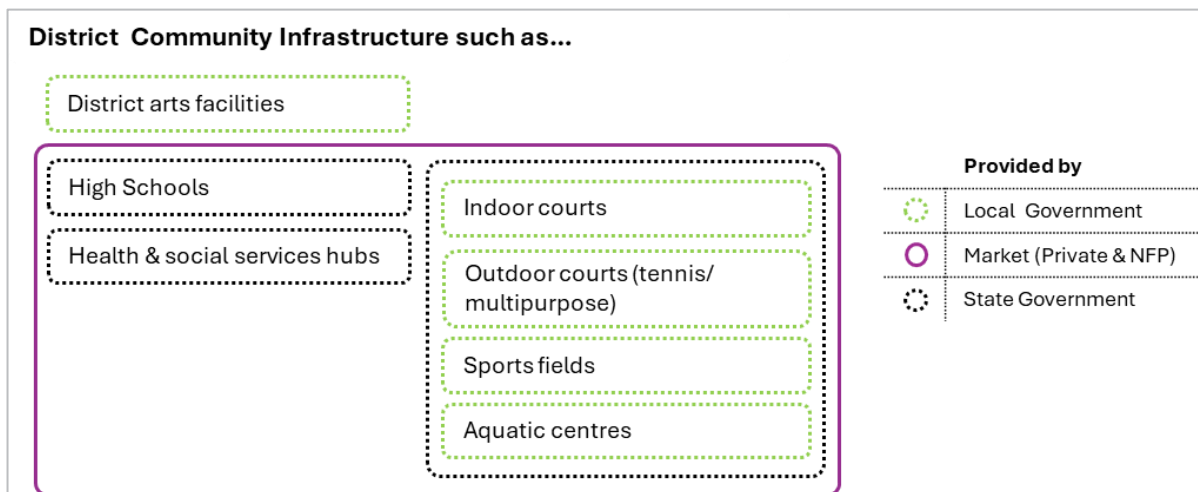 District Community Infrastructure such as...
District arts facilities
High Schools
Health & social services hubs
Indoor courts
Outdoor courts (tennis/
multipurpose)
Sports fields
Aquatic centres
Provided by
Local Government
Market (Private & NFP)
State Government